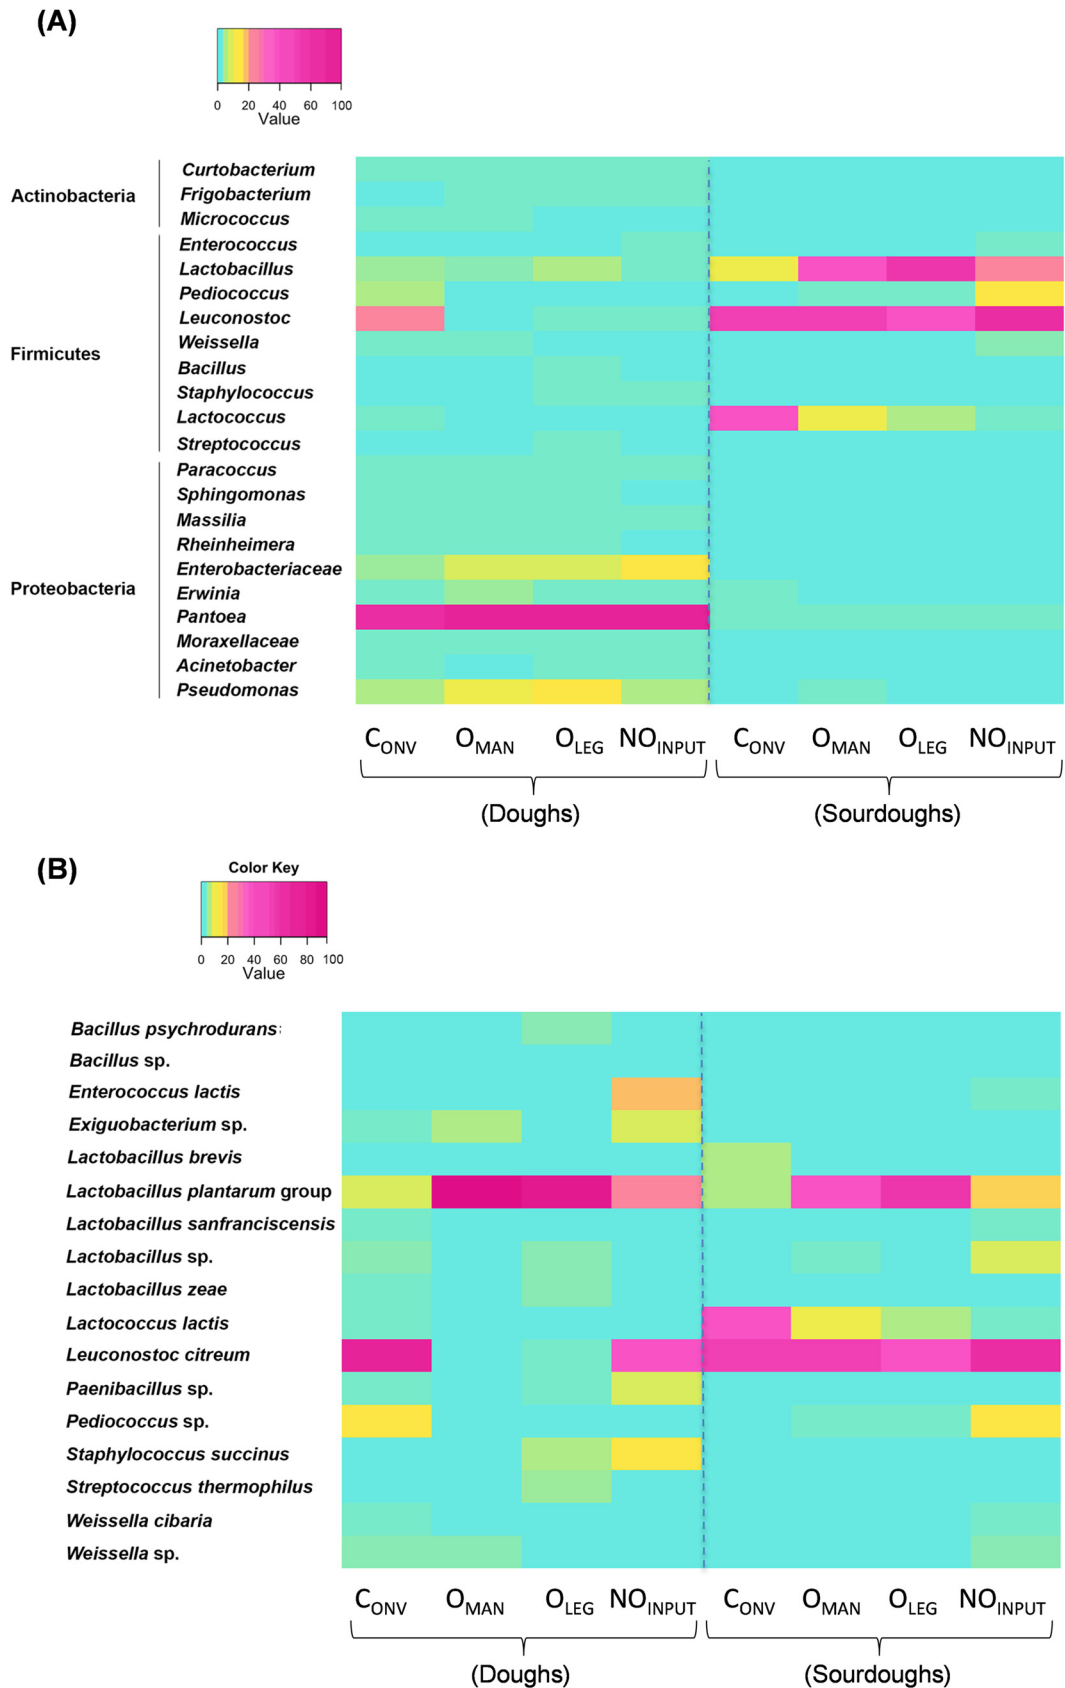 (A)
0 20 40 60 100
Value
Actinobacteria
Curtobacterium
Frigobacterium
Micrococcus
Firmicutes
Enterococcus
Lactobacillus
Pediococcus
Leuconostoc
Weissella
Bacillus
Staphylococcus
Lactococcus
Streptococcus
Proteobacteria
Paracoccus
Sphingomonas
Massilia
Rheinheimera
Enterobacteriaceae
Erwinia
Pantoea
Moraxellaceae
Acinetobacter
Pseudomonas
CONV OMAN OLEG NOINPUT CONV OMAN OLEG NOINPUT
(Doughs) (Sourdoughs)
(B)
Color Key
0 20 40 60 80 100
Value
Bacillus psychrodurans:
Bacillus sp.
Enterococcus lactis
Exiguobacterium sp.
Lactobacillus brevis
Lactobacillus plantarum group
Lactobacillus sanfranciscensis
Lactobacillus sp.
Lactobacillus zeae
Lactococcus lactis
Leuconostoc citreum
Paenibacillus sp.
Pediococcus sp.
Staphylococcus succinus
Streptococcus thermophilus
Weissella cibaria
Weissella sp.
CONV OMAN OLEG NOINPUT CONV OMAN OLEG NOINPUT
(Doughs) (Sourdoughs)